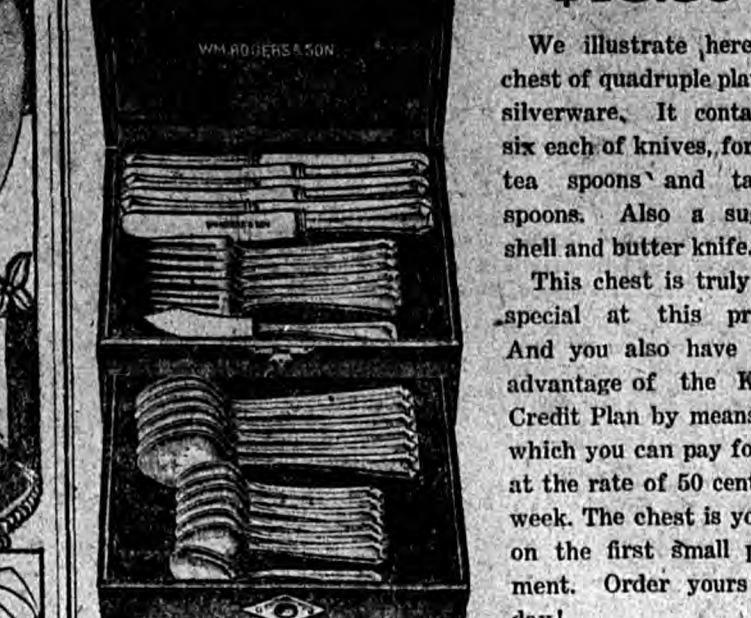 WM. ROGERS & SON
We illustrate here
chest of quadruple pla
silverware. It conta
six each of knives, for
tea spoons and ta
spoons. Also a su
shell and butter knife.
This chest is truly
special at this pr
And you also have
advantage of the K
Credit Plan by means
which you can pay fo
at the rate of 50 cent
week. The chest is yo
on the first small p
ment. Order yours
day!